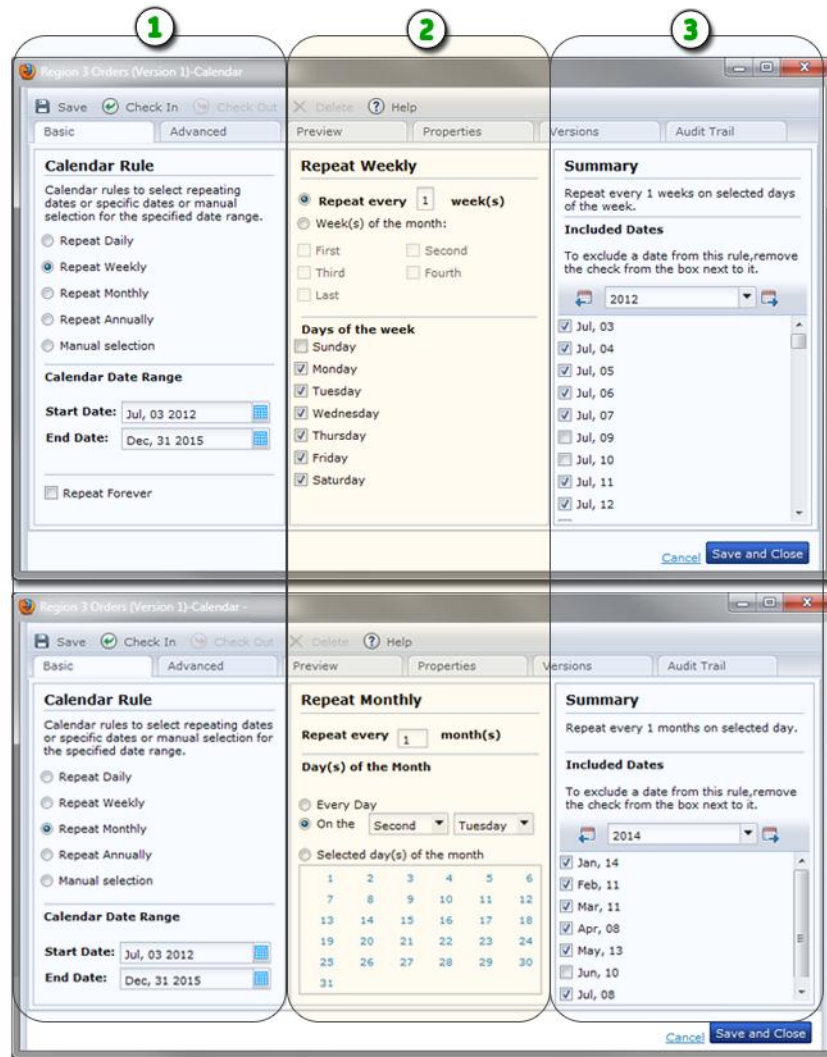 1
2
3
Region 3 Orders (Version 1)-Calendar
Save Check In Check Out Delete Help
Basic Advanced Preview Properties Versions Audit Trail
Calendar Rule
Calendar rules to select repeating
dates or specific dates or manual
selection for the specified date range.
Repeat Daily
Repeat Weekly
Repeat Monthly
Repeat Annually
Manual selection
Calendar Date Range
Start Date: Jul, 03 2012
End Date: Dec, 31 2015
Repeat Forever
Repeat Weekly
Repeat every 1 week(s)
Week(s) of the month:
First Second
Third Fourth
Last
Days of the week
Sunday
Monday
Tuesday
Wednesday
Thursday
Friday
Saturday
Summary
Repeat every 1 weeks on selected days
of the week.
Included Dates
To exclude a date from this rule,remove
the check from the box next to it.
2012
Jul, 03
Jul, 04
Jul, 05
Jul, 06
Jul, 07
Jul, 09
Jul, 10
Jul, 11
Jul, 12
Cancel Save and Close
Region 3 Orders (Version 1)-Calendar -
Save Check In Check Out Delete Help
Basic Advanced Preview Properties Versions Audit Trail
Calendar Rule
Calendar rules to select repeating dates
or specific dates or manual selection for
the specified date range.
Repeat Daily
Repeat Weekly
Repeat Monthly
Repeat Annually
Manual selection
Calendar Date Range
Start Date: Jul, 03 2012
End Date: Dec, 31 2015
Repeat Monthly
Repeat every 1 month(s)
Day(s) of the Month
Every Day
On the Second Tuesday
Selected day(s) of the month
1 2 3 4 5 6
7 8 9 10 11 12
13 14 15 16 17 18
19 20 21 22 23 24
25 26 27 28 29 30
31
Summary
Repeat every 1 months on selected day.
Included Dates
To exclude a date from this rule,remove
the check from the box next to it.
2014
Jan, 14
Feb, 11
Mar, 11
Apr, 08
May, 13
Jun, 10
Jul, 08
Cancel Save and Close